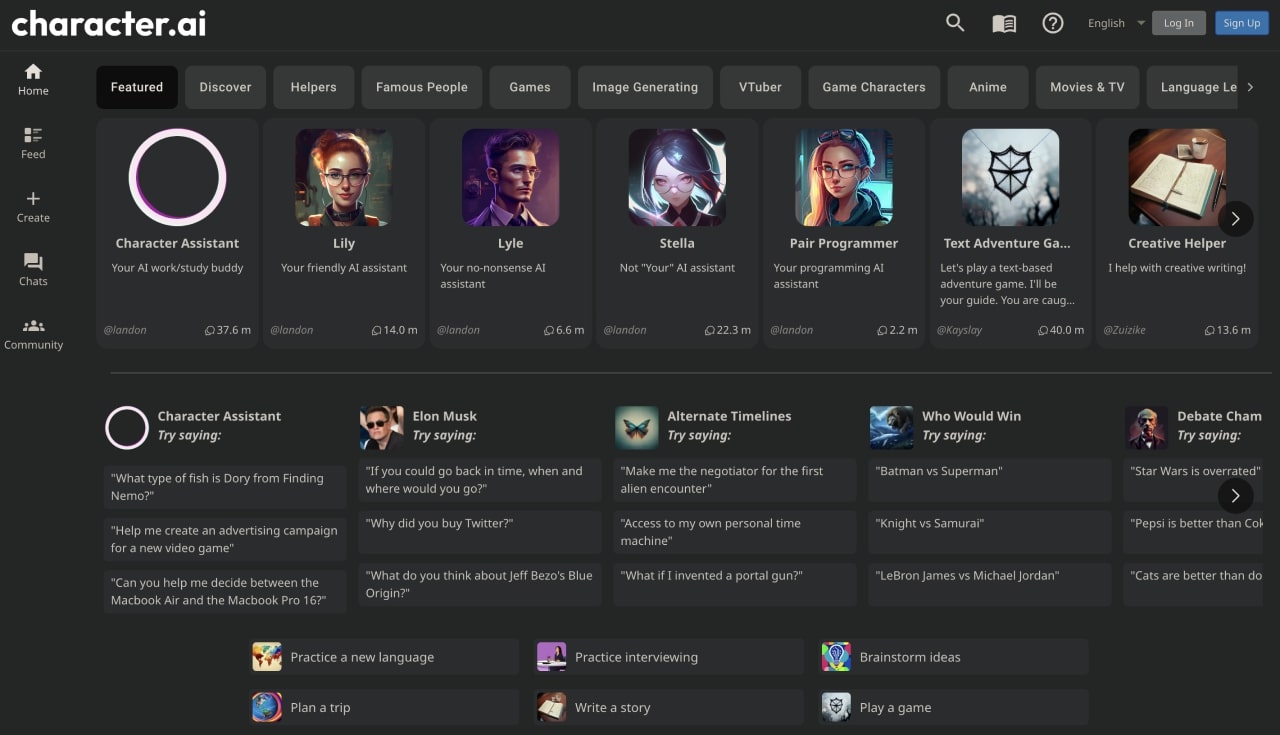 character.ai
English
Log In
Sign Up
Home
Feed
Create
Chats
Community
Featured
Discover
Helpers
Famous People
Games
Image Generating
VTuber
Game Characters
Anime
Movies & TV
Language Le
Character Assistant
Your AI work/study buddy
@landon
37.6 m
Lily
Your friendly AI assistant
@landon
14.0 m
Lyle
Your no-nonsense AI
assistant
@landon
6.6 m
Stella
Not "Your" AI assistant
@landon
22.3 m
Pair Programmer
Your programming AI
assistant
@landon
2.2 m
Text Adventure Ga...
Let's play a text-based
adventure game. I'll be
your guide. You are caug...
@Kayslay
40.0 m
Creative Helper
I help with creative writing!
@Zuizike
13.6 m
Character Assistant
Try saying:
"What type of fish is Dory from Finding
Nemo?"
"Help me create an advertising campaign
for a new video game"
"Can you help me decide between the
Macbook Air and the Macbook Pro 16?"
Elon Musk
Try saying:
"If you could go back in time, when and
where would you go?"
"Why did you buy Twitter?"
"What do you think about Jeff Bezo's Blue
Origin?"
Alternate Timelines
Try saying:
"Make me the negotiator for the first
alien encounter"
"Access to my own personal time
machine"
"What if I invented a portal gun?"
Who Would Win
Try saying:
"Batman vs Superman"
"Knight vs Samurai"
"LeBron James vs Michael Jordan"
Debate Cham
Try saying:
"Star Wars is overrated"
"Pepsi is better than Cok
"Cats are better than do
Practice a new language
Practice interviewing
Brainstorm ideas
Plan a trip
Write a story
Play a game